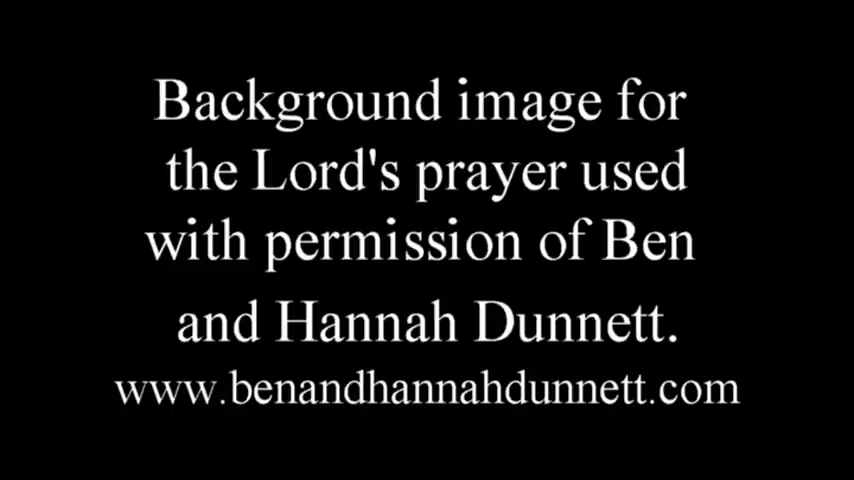 Background image for
the Lord's prayer used
with permission of Ben
and Hannah Dunnett.
www.benandhannahdunnett.com